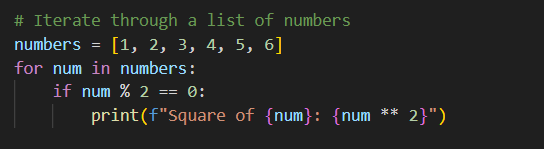 # Iterate through a list of numbers
numbers = [1, 2, 3, 4, 5, 6]
for num in numbers:
    if num % 2 == 0:
        print(f"Square of {num}: {num ** 2}")